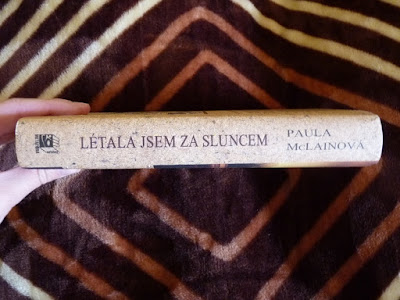 LÉTALA JSEM ZA SLUNCEM
PAULA
McLAINOVÁ